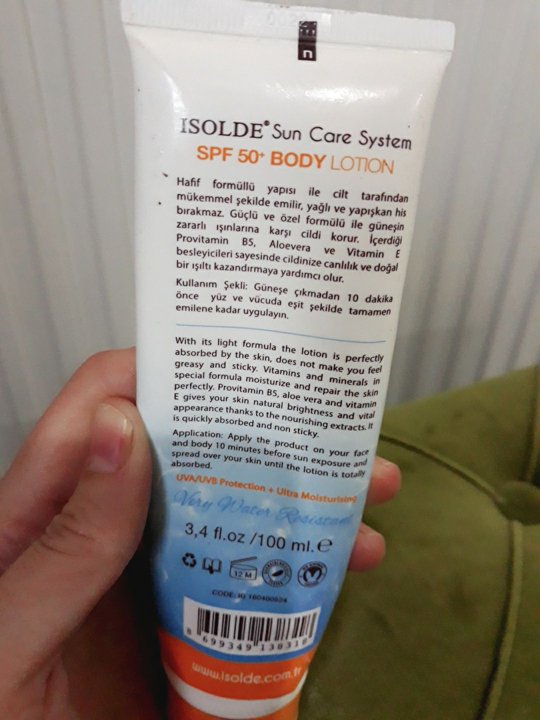 ISOLDE® Sun Care System
SPF 50+ BODY LOTION
Hafif formüllü yapısı ile cilt tarafından
mükemmel şekilde emilir, yağlı ve yapışkan his
bırakmaz. Güçlü ve özel formülü ile güneşin
zararlı ışınlarına karşı cildi korur. İçerdiği
Provitamin B5, Aloevera ve Vitamin E
besleyicileri sayesinde cildinize canlılık ve doğal
bir ışıltı kazandırmaya yardımcı olur.
Kullanım Şekli: Güneşe çıkmadan 10 dakika
önce yüz ve vücuda eşit şekilde tamamen
emilene kadar uygulayın.
With its light formula the lotion is perfectly
absorbed by the skin, does not make you feel
greasy and sticky. Vitamins and minerals in
special formula moisturize and repair the skin
perfectly. Provitamin B5, aloe vera and vitamin
E gives your skin natural brightness and vital
appearance thanks to the nourishing extracts. It
is quickly absorbed and non sticky.
Application: Apply the product on your face
and body 10 minutes before sun exposure and
spread over your skin until the lotion is totally
absorbed.
UVA/UVB Protection + Ultra Moisturising
Very Water Resistant
3,4 fl.oz /100 ml. e
12 M
8 699349 138318
www.isolde.com.tr